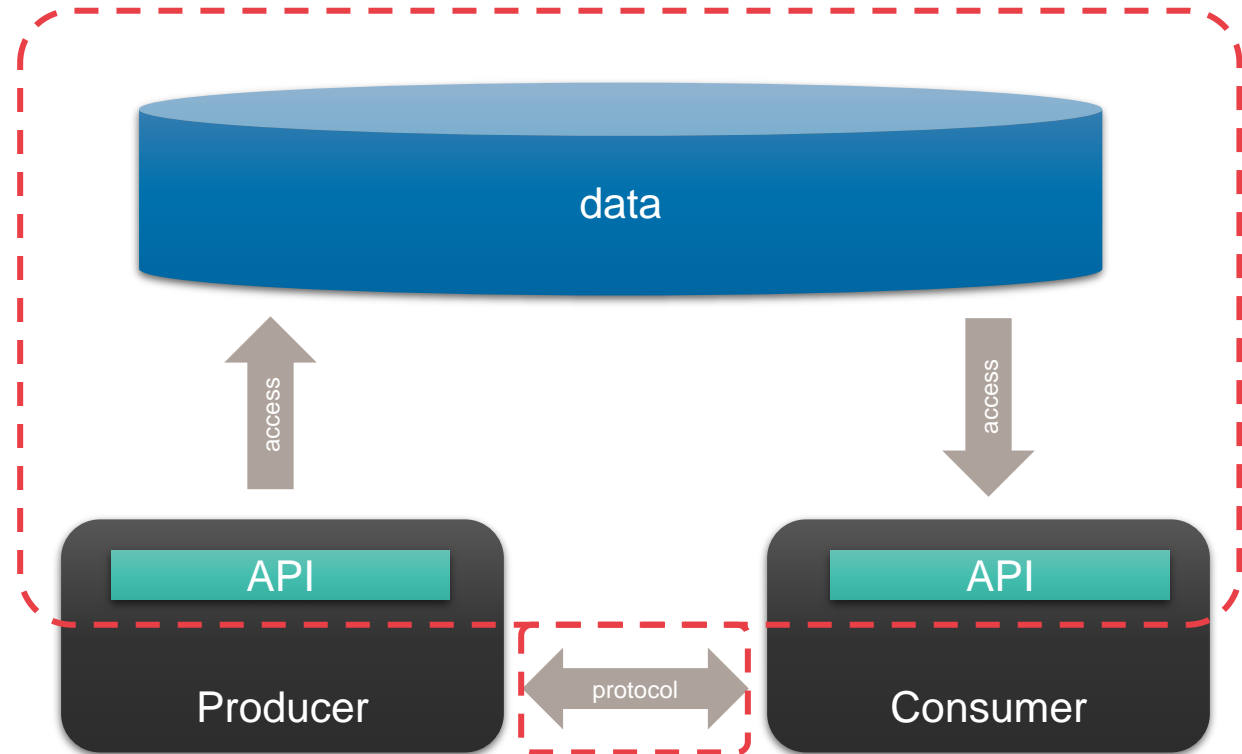 data
access
access
API
API
protocol
Producer
Consumer